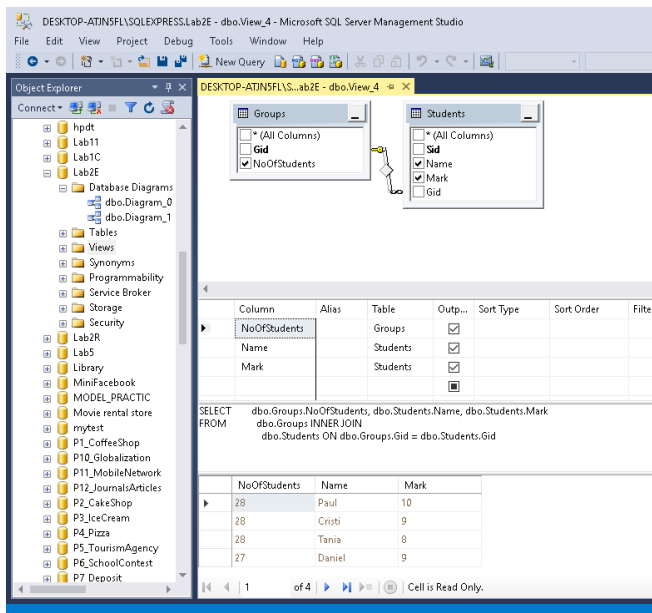 DESKTOP-ATJN5FL\SQLEXPRESS.Lab2E - dbo.View_4 - Microsoft SQL Server Management Studio
File Edit View Project Debug Tools Window Help
New Query
Object Explorer
DESKTOP-ATJN5FL\S...ab2E - dbo.View_4
Connect
hpdt
Lab11
Lab1C
Lab2E
Database Diagrams
dbo.Diagram_0
dbo.Diagram_1
Tables
Views
Synonyms
Programmability
Service Broker
Storage
Security
Lab2R
Lab5
Library
MiniFacebook
MODEL_PRACTIC
Movie rental store
mytest
P1_CoffeeShop
P10_Globalization
P11_MobileNetwork
P12_JournalsArticles
P2_CakeShop
P3_IceCream
P4_Pizza
P5_TourismAgency
P6_SchoolContest
P7 Deposit
Groups
* (All Columns)
Gid
NoOfStudents
Students
* (All Columns)
Sid
Name
Mark
Gid
Column Alias Table Outp... Sort Type Sort Order Filte
NoOfStudents Groups
Name Students
Mark Students
SELECT dbo.Groups.NoOfStudents, dbo.Students.Name, dbo.Students.Mark
FROM dbo.Groups INNER JOIN
dbo.Students ON dbo.Groups.Gid = dbo.Students.Gid
NoOfStudents Name Mark
28 Paul 10
28 Cristi 9
28 Tania 8
27 Daniel 9
1 of 4 Cell is Read Only.